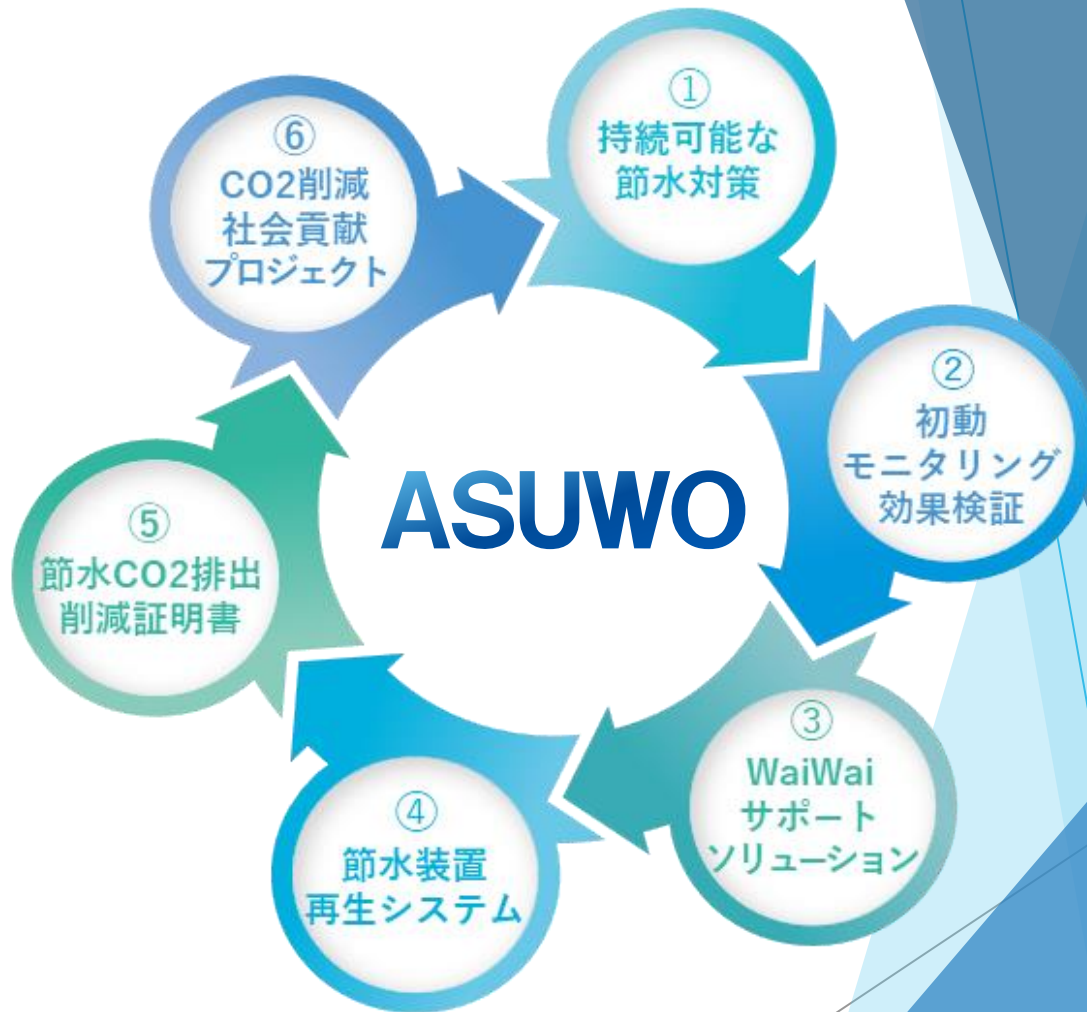 ①
持続可能な
節水対策
②
初動
モニタリング
効果検証
③
WaiWai
サポート
ソリューション
④
節水装置
再生システム
⑤
節水CO2排出
削減証明書
⑥
CO2削減
社会貢献
プロジェクト
ASUWO